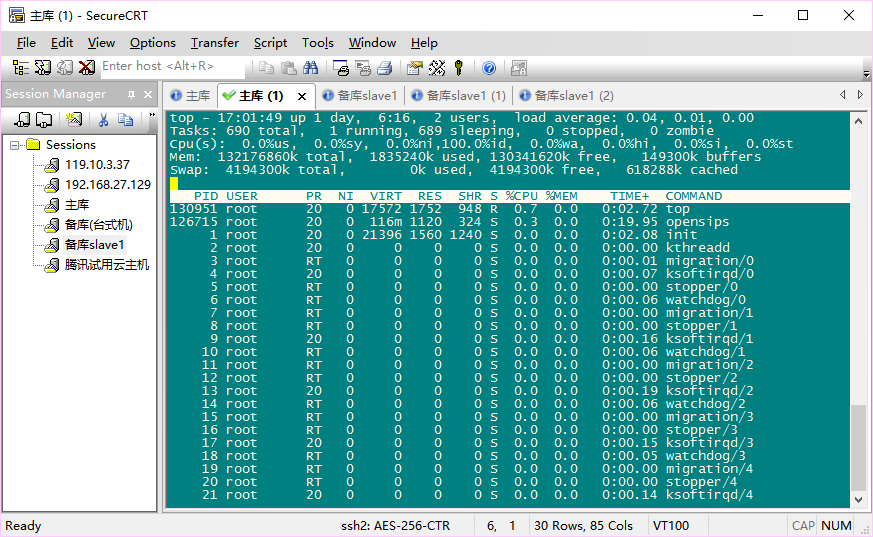 主库 (1) - SecureCRT
File Edit View Options Transfer Script Tools Window Help
Enter host <Alt+R>
Session Manager
主库 主库 (1) 备库slave1 备库slave1 (1) 备库slave1 (2)
Sessions
119.10.3.37
192.168.27.129
主库
备库(台式机)
备库slave1
腾讯试用云主机
top - 17:01:49 up 1 day,  6:16,  2 users,  load average: 0.04, 0.01, 0.00
Tasks: 690 total,   1 running, 689 sleeping,   0 stopped,   0 zombie
Cpu(s):  0.0%us,  0.0%sy,  0.0%ni,100.0%id,  0.0%wa,  0.0%hi,  0.0%si,  0.0%st
Mem:  132176860k total,  1835240k used, 130341620k free,   149300k buffers
Swap:  4194300k total,        0k used,  4194300k free,   618288k cached
PID USER PR NI VIRT RES SHR S %CPU %MEM TIME+ COMMAND
130951 root 20 0 17572 1752 948 R 0.7 0.0 0:02.72 top
126715 root 20 0 116m 1120 324 S 0.3 0.0 0:19.95 opensips
1 root 20 0 21396 1560 1240 S 0.0 0.0 0:02.08 init
2 root 20 0 0 0 0 S 0.0 0.0 0:00.00 kthreadd
3 root RT 0 0 0 0 S 0.0 0.0 0:00.01 migration/0
4 root 20 0 0 0 0 S 0.0 0.0 0:00.07 ksoftirqd/0
5 root RT 0 0 0 0 S 0.0 0.0 0:00.00 stopper/0
6 root RT 0 0 0 0 S 0.0 0.0 0:00.06 watchdog/0
7 root RT 0 0 0 0 S 0.0 0.0 0:00.00 migration/1
8 root RT 0 0 0 0 S 0.0 0.0 0:00.00 stopper/1
9 root 20 0 0 0 0 S 0.0 0.0 0:00.16 ksoftirqd/1
10 root RT 0 0 0 0 S 0.0 0.0 0:00.06 watchdog/1
11 root RT 0 0 0 0 S 0.0 0.0 0:00.00 migration/2
12 root RT 0 0 0 0 S 0.0 0.0 0:00.00 stopper/2
13 root 20 0 0 0 0 S 0.0 0.0 0:00.19 ksoftirqd/2
14 root RT 0 0 0 0 S 0.0 0.0 0:00.06 watchdog/2
15 root RT 0 0 0 0 S 0.0 0.0 0:00.00 migration/3
16 root RT 0 0 0 0 S 0.0 0.0 0:00.00 stopper/3
17 root 20 0 0 0 0 S 0.0 0.0 0:00.15 ksoftirqd/3
18 root RT 0 0 0 0 S 0.0 0.0 0:00.05 watchdog/3
19 root RT 0 0 0 0 S 0.0 0.0 0:00.00 migration/4
20 root RT 0 0 0 0 S 0.0 0.0 0:00.00 stopper/4
21 root 20 0 0 0 0 S 0.0 0.0 0:00.14 ksoftirqd/4
Ready ssh2: AES-256-CTR 6, 1 30 Rows, 85 Cols VT100 CAP NUM